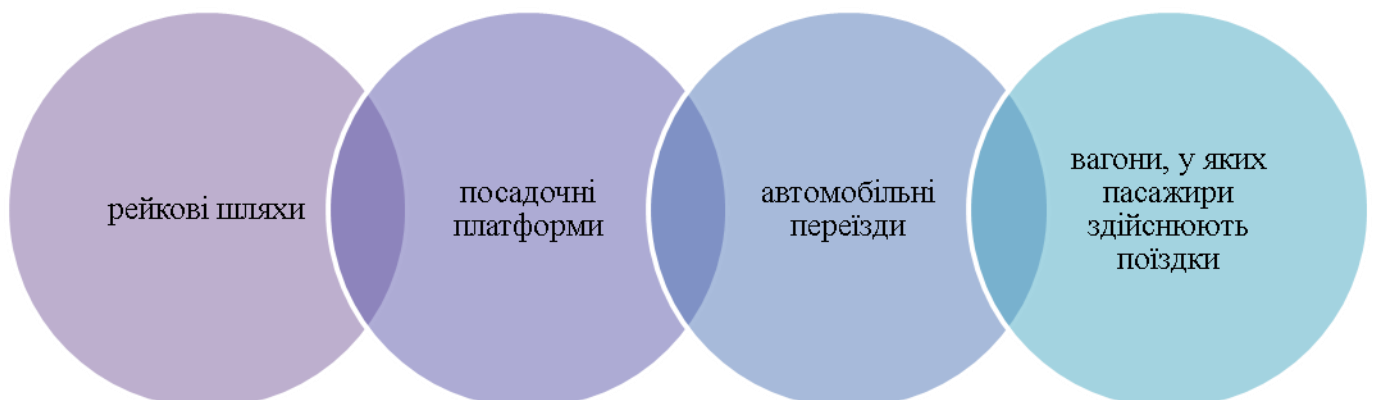 рейкові шляхи
посадочні
платформи
автомобільні
переїзди
вагони, у яких
пасажири
здійснюють
поїздки